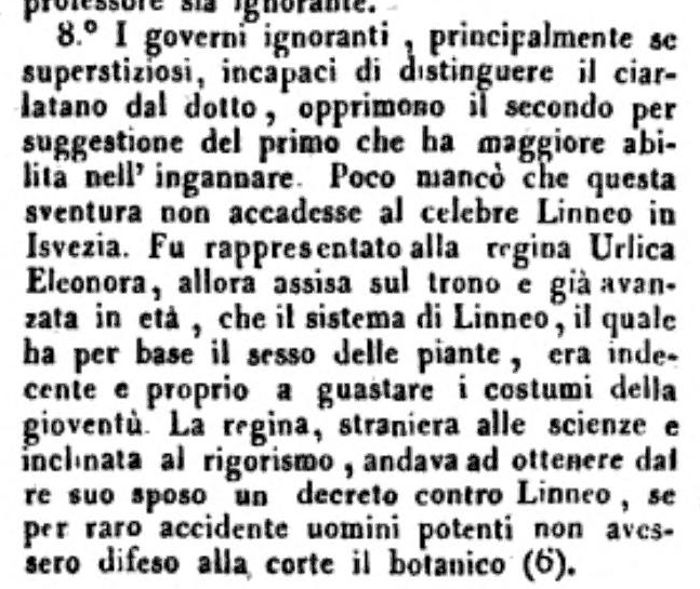 professore sia ignorante.
8.° I governi ignoranti , principalmente se
superstiziosi, incapaci di distinguere il ciar-
latano dal dotto , opprimono il secondo per
suggestione del primo che ha maggiore abi-
lità nell' ingannare. Poco mancò che questa
sventura non accadesse al celebre Linneo in
Isvezia. Fu rappresentato alla regina Urlica
Eleonora, allora assisa sul trono e già avan-
zata in età , che il sistema di Linneo, il quale
ha per base il sesso delle piante , era inde-
cente e proprio a guastare i costumi della
gioventù. La regina, straniera alle scienze e
inclinata al rigorismo , andava ad ottenere dal
re suo sposo un decreto contro Linneo , se
per raro accidente uomini potenti non aves-
sero difeso alla corte il botanico (6).